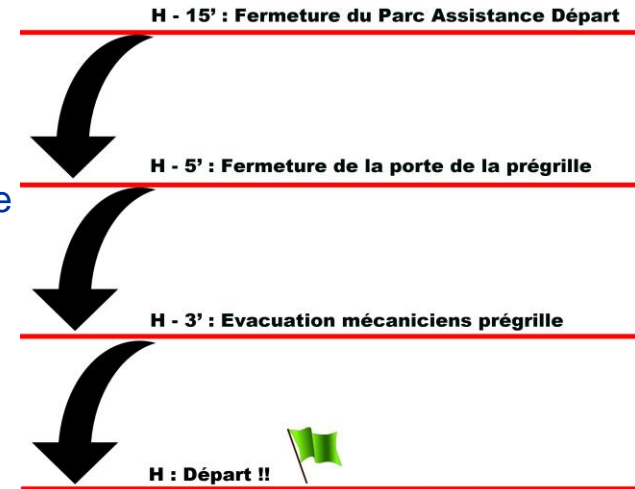 H - 15’ : Fermeture du Parc Assistance Départ
H - 5’ : Fermeture de la porte de la prégrille
e
H - 3’ : Evacuation mécaniciens prégrille
H : Départ !!